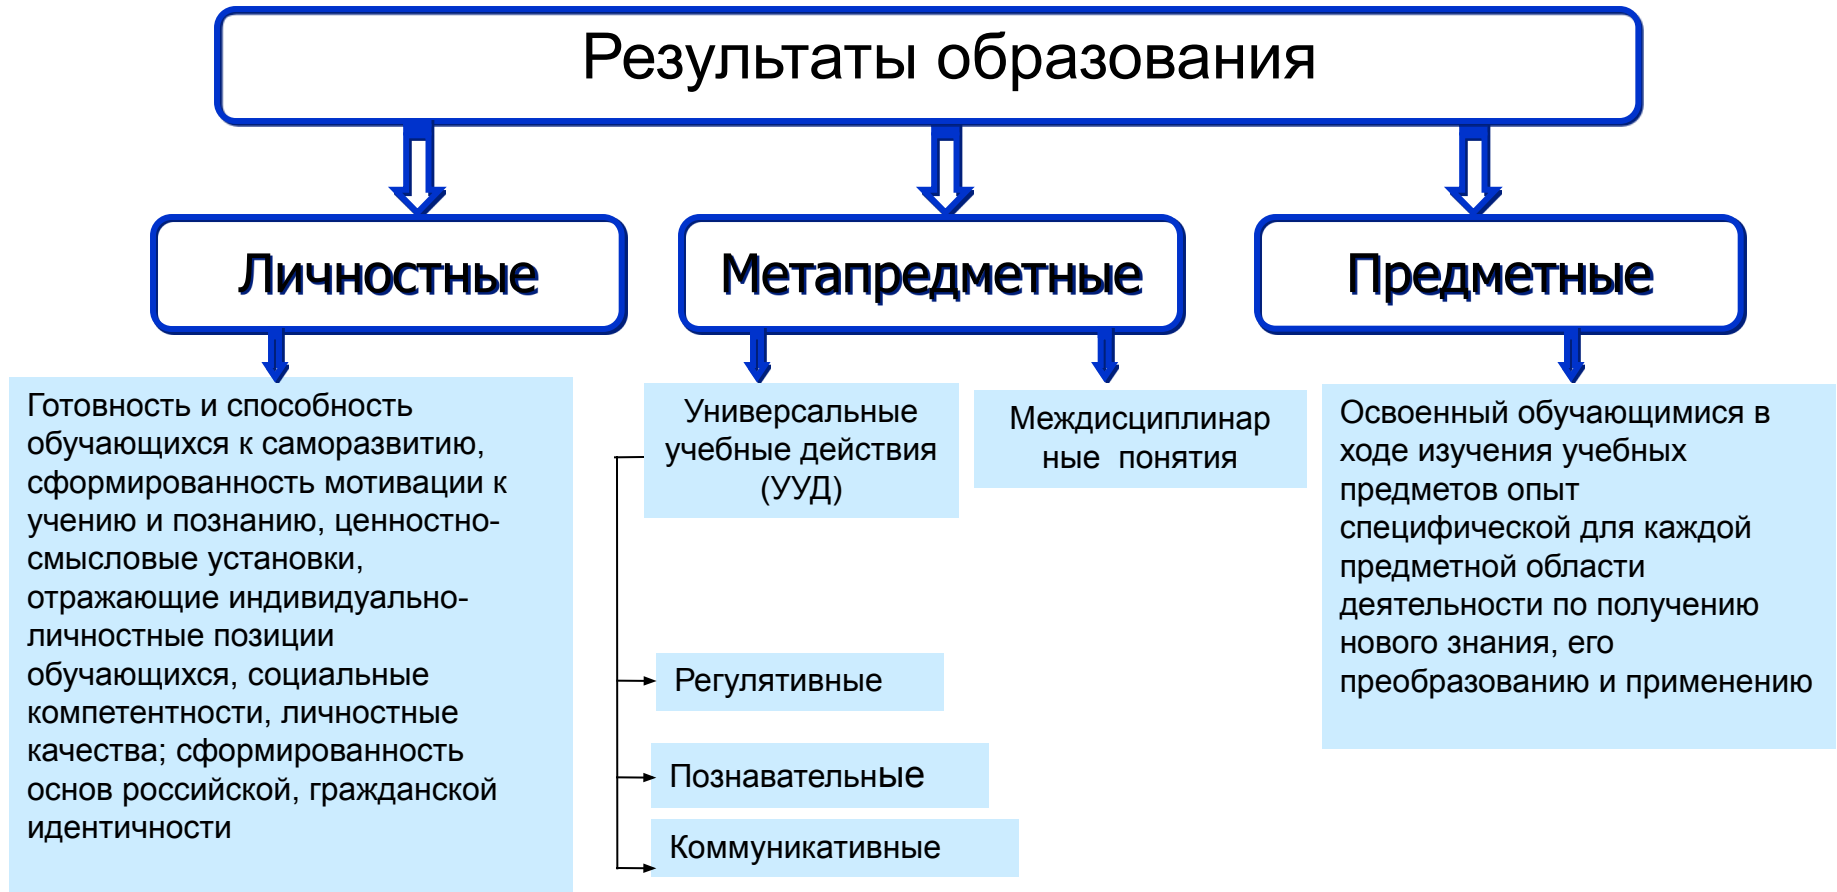 Результаты образования
Личностные
Метапредметные
Предметные
Готовность и способность
обучающихся к саморазвитию,
сформированность мотивации к
учению и познанию, ценностно-
смысловые установки,
отражающие индивидуально-
личностные позиции
обучающихся, социальные
компетентности, личностные
качества; сформированность
основ российской, гражданской
идентичности
Универсальные
учебные действия
(УУД)
Регулятивные
Познавательные
Коммуникативные
Междисциплинар
ные понятия
Освоенный обучающимися в
ходе изучения учебных
предметов опыт
специфической для каждой
предметной области
деятельности по получению
нового знания, его
преобразованию и применению